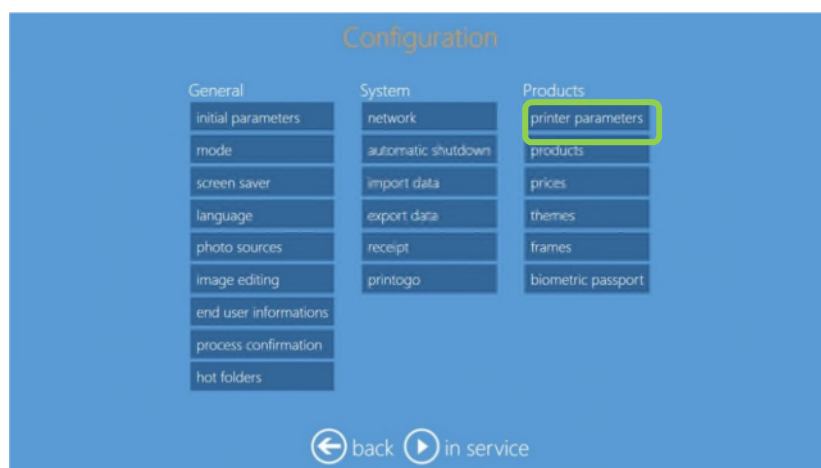 Configuration
General
initial parameters
mode
screen saver
language
photo sources
image editing
end user informations
process confirmation
hot folders
System
network
automatic shutdown
import data
export data
receipt
printogo
Products
printer parameters
products
prices
themes
frames
biometric passport
back in service